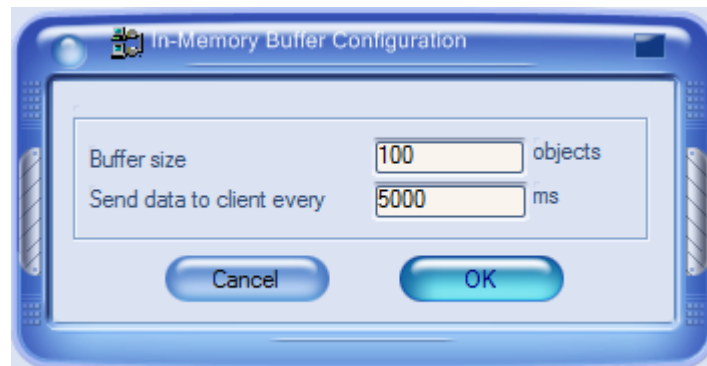 In-Memory Buffer Configuration
Buffer size 100 objects
Send data to client every 5000 ms
Cancel OK